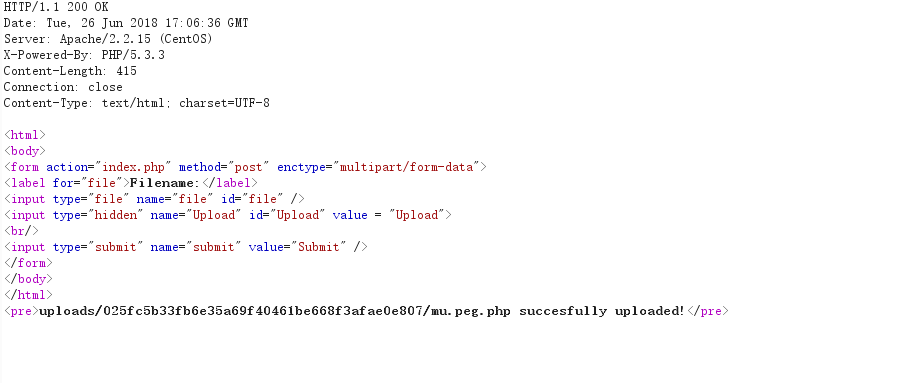 HTTP/1.1 200 OK
Date: Tue, 26 Jun 2018 17:06:36 GMT
Server: Apache/2.2.15 (CentOS)
X-Powered-By: PHP/5.3.3
Content-Length: 415
Connection: close
Content-Type: text/html; charset=UTF-8

<html>
<body>
<form action="index.php" method="post" enctype="multipart/form-data">
<label for="file">Filename:</label>
<input type="file" name="file" id="file" />
<input type="hidden" name="Upload" id="Upload" value = "Upload">
<br/>
<input type="submit" name="submit" value="Submit" />
</form>
</body>
</html>
<pre>uploads/025fc5b33fb6e35a69f40461be668f3afae0e807/mu.peg.php succesfully uploaded!</pre>